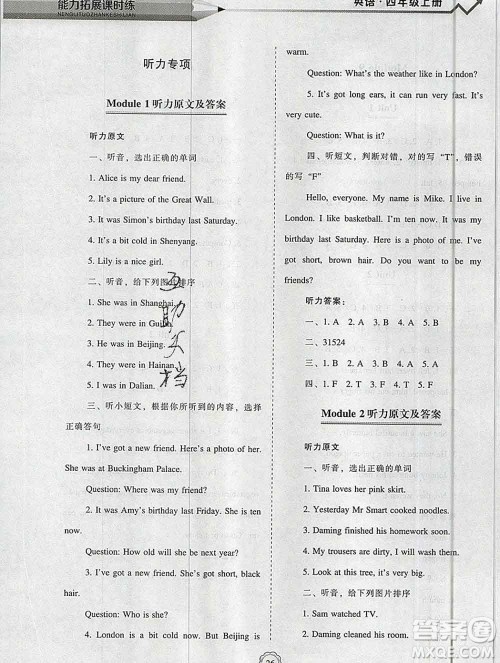 能力拓展课时练
NENGLITUOZHANKESHILIAN
英语·四年级上册
听力专项
Module 1 听力原文及答案
听力原文
一、听音，选出正确的单词
1. Alice is my dear friend.
2. It's a picture of the Great Wall.
3. It was Simon's birthday last Saturday.
4. It's a bit cold in Shenyang.
5. Lily is a nice girl.
二、听音，给下列图片排序
1. She was in Shanghai.
2. They were in Guilin.
3. He was in Beijing.
4. They were in Hainan.
5. I was in Dalian.
三、听小短文，根据你所听到的内容，选择
正确答句
1. I've got a new friend. Here's a photo of her.
She was at Buckingham Palace.
Question: Where was my friend?
2. It was Amy's birthday last Friday. She is ten
now.
Question: How old will she be next year?
3. She's got a new friend. She's got short, black
hair.
Question: Who is she?
4. London is a bit cold now. But Beijing is
warm.
Question: What's the weather like in London?
5. It's got long ears, it can run very fast. It's
very cute.
Question: What is it?
四、听短文，判断对错，对的写“T”，错误
的写“F”
Hello, everyone. My name is Mike. I live in
London. I like basketball. I'm ten now. It was my
birthday last Saturday. There's a photo of me. I've
got short, brown hair. Do you want to be my
friends?
听力答案：
一、1. A 2. A 3. B 4. B 5. A
二、31524
三、1. B 2. A 3. A 4. B 5. B
四、1. F 2. T 3. T 4. F 5. F
Module 2 听力原文及答案
听力原文
一、听音，选出正确的单词
1. Tina loves her pink skirt.
2. Yesterday Mr Smart cooked noodles.
3. Daming finished his homework soon.
4. My trousers are dirty. I will wash them.
5. Look at this tree, it's very big.
二、听音，给下列图片排序
1. Sam watched TV.
2. Daming cleaned the room.
26
答案圈
MXQE.COM